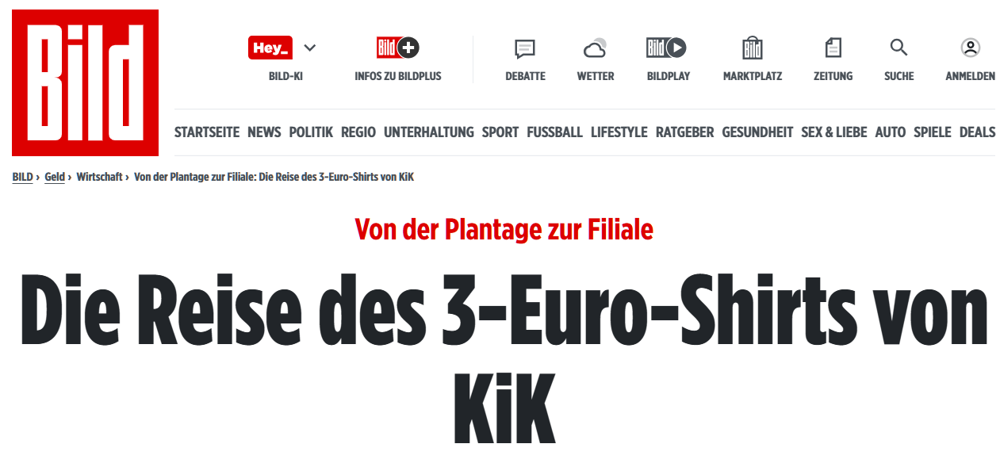 Bild
Hey_
Bild+
Bild
Bild
BILD-KI
INFOS ZU BILDPLUS
DEBATTE
WETTER
BILDPLAY
MARKTPLATZ
ZEITUNG
SUCHE
ANMELDEN
STARTSEITE NEWS POLITIK REGIO UNTERHALTUNG SPORT FUSSBALL LIFESTYLE RATGEBER GESUNDHEIT SEX & LIEBE AUTO SPIELE DEALS
BILD › Geld › Wirtschaft › Von der Plantage zur Filiale: Die Reise des 3-Euro-Shirts von KiK
Von der Plantage zur Filiale
Die Reise des 3-Euro-Shirts von
KiK